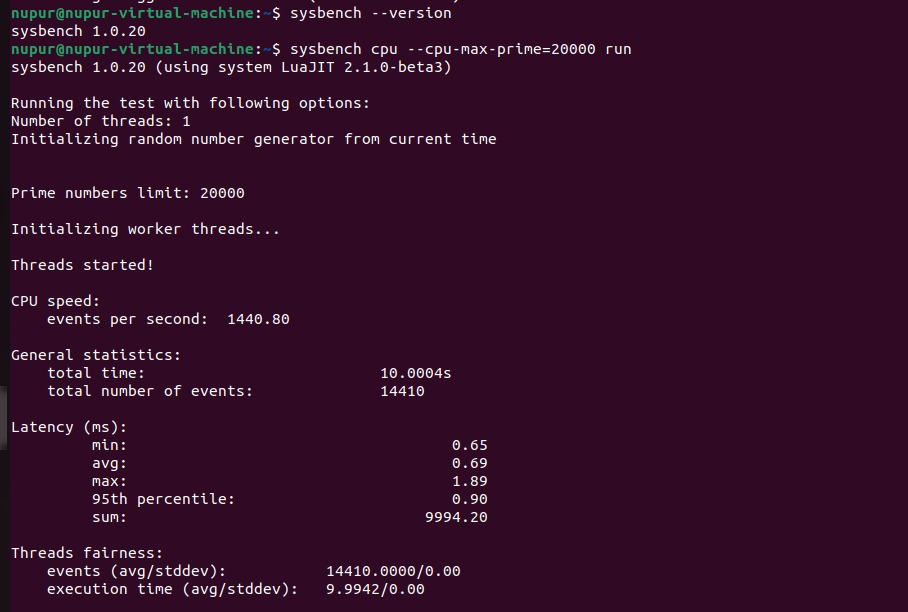 nupur@nupur-virtual-machine:~$ sysbench --version
sysbench 1.0.20
nupur@nupur-virtual-machine:~$ sysbench cpu --cpu-max-prime=20000 run
sysbench 1.0.20 (using system LuaJIT 2.1.0-beta3)
Running the test with following options:
Number of threads: 1
Initializing random number generator from current time
Prime numbers limit: 20000
Initializing worker threads...
Threads started!
CPU speed:
events per second: 1440.80
General statistics:
total time: 10.0004s
total number of events: 14410
Latency (ms):
min: 0.65
avg: 0.69
max: 1.89
95th percentile: 0.90
sum: 9994.20
Threads fairness:
events (avg/stddev): 14410.0000/0.00
execution time (avg/stddev): 9.9942/0.00